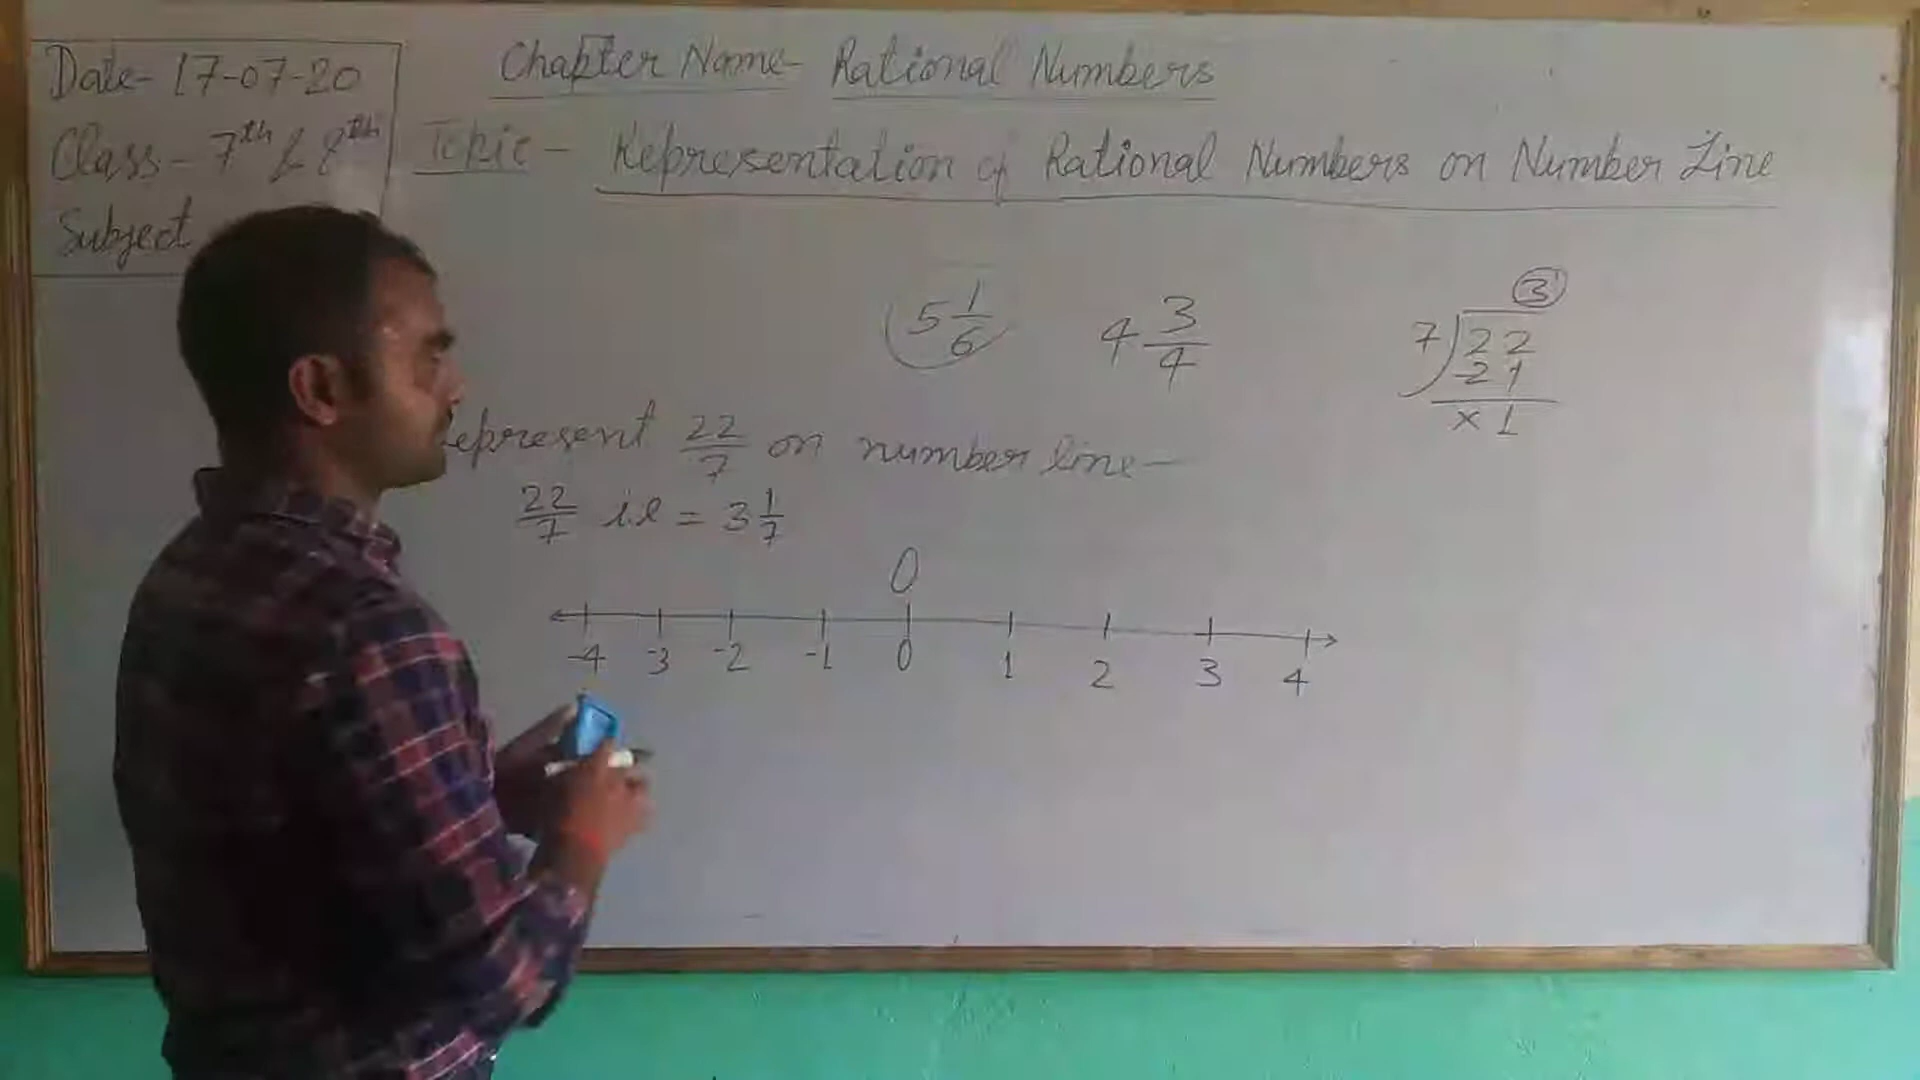 Date- 17-07-20
Class- 7th & 8th
Subject
Chapter Name- Rational Numbers
Topic- Representation of Rational Numbers on Number Line
5 1/6
4 3/4
3
7)22
21
x 1
epresent 22/7 on number line-
22/7 i.e = 3 1/7
0
-4 -3 -2 -1 0 1 2 3 4